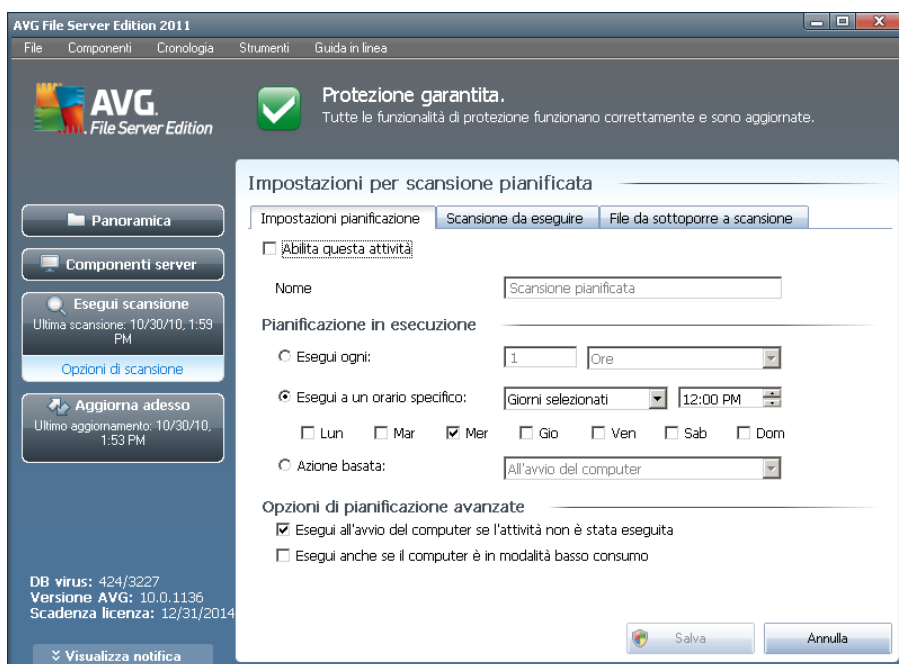 AVG File Server Edition 2011
File Componenti Cronologia Strumenti Guida in linea
AVG.
File Server Edition
Protezione garantita.
Tutte le funzionalità di protezione funzionano correttamente e sono aggiornate.
Panoramica
Componenti server
Esegui scansione
Ultima scansione: 10/30/10, 1:59
PM
Opzioni di scansione
Aggiorna adesso
Ultimo aggiornamento: 10/30/10,
1:53 PM
DB virus: 424/3227
Versione AVG: 10.0.1136
Scadenza licenza: 12/31/2014
Visualizza notifica
Impostazioni per scansione pianificata
Impostazioni pianificazione Scansione da eseguire File da sottoporre a scansione
Abilita questa attività
Nome Scansione pianificata
Pianificazione in esecuzione
Esegui ogni: 1 Ore
Esegui a un orario specifico: Giorni selezionati 12:00 PM
Lun Mar Mer Gio Ven Sab Dom
Azione basata: All'avvio del computer
Opzioni di pianificazione avanzate
Esegui all'avvio del computer se l'attività non è stata eseguita
Esegui anche se il computer è in modalità basso consumo
Salva Annulla